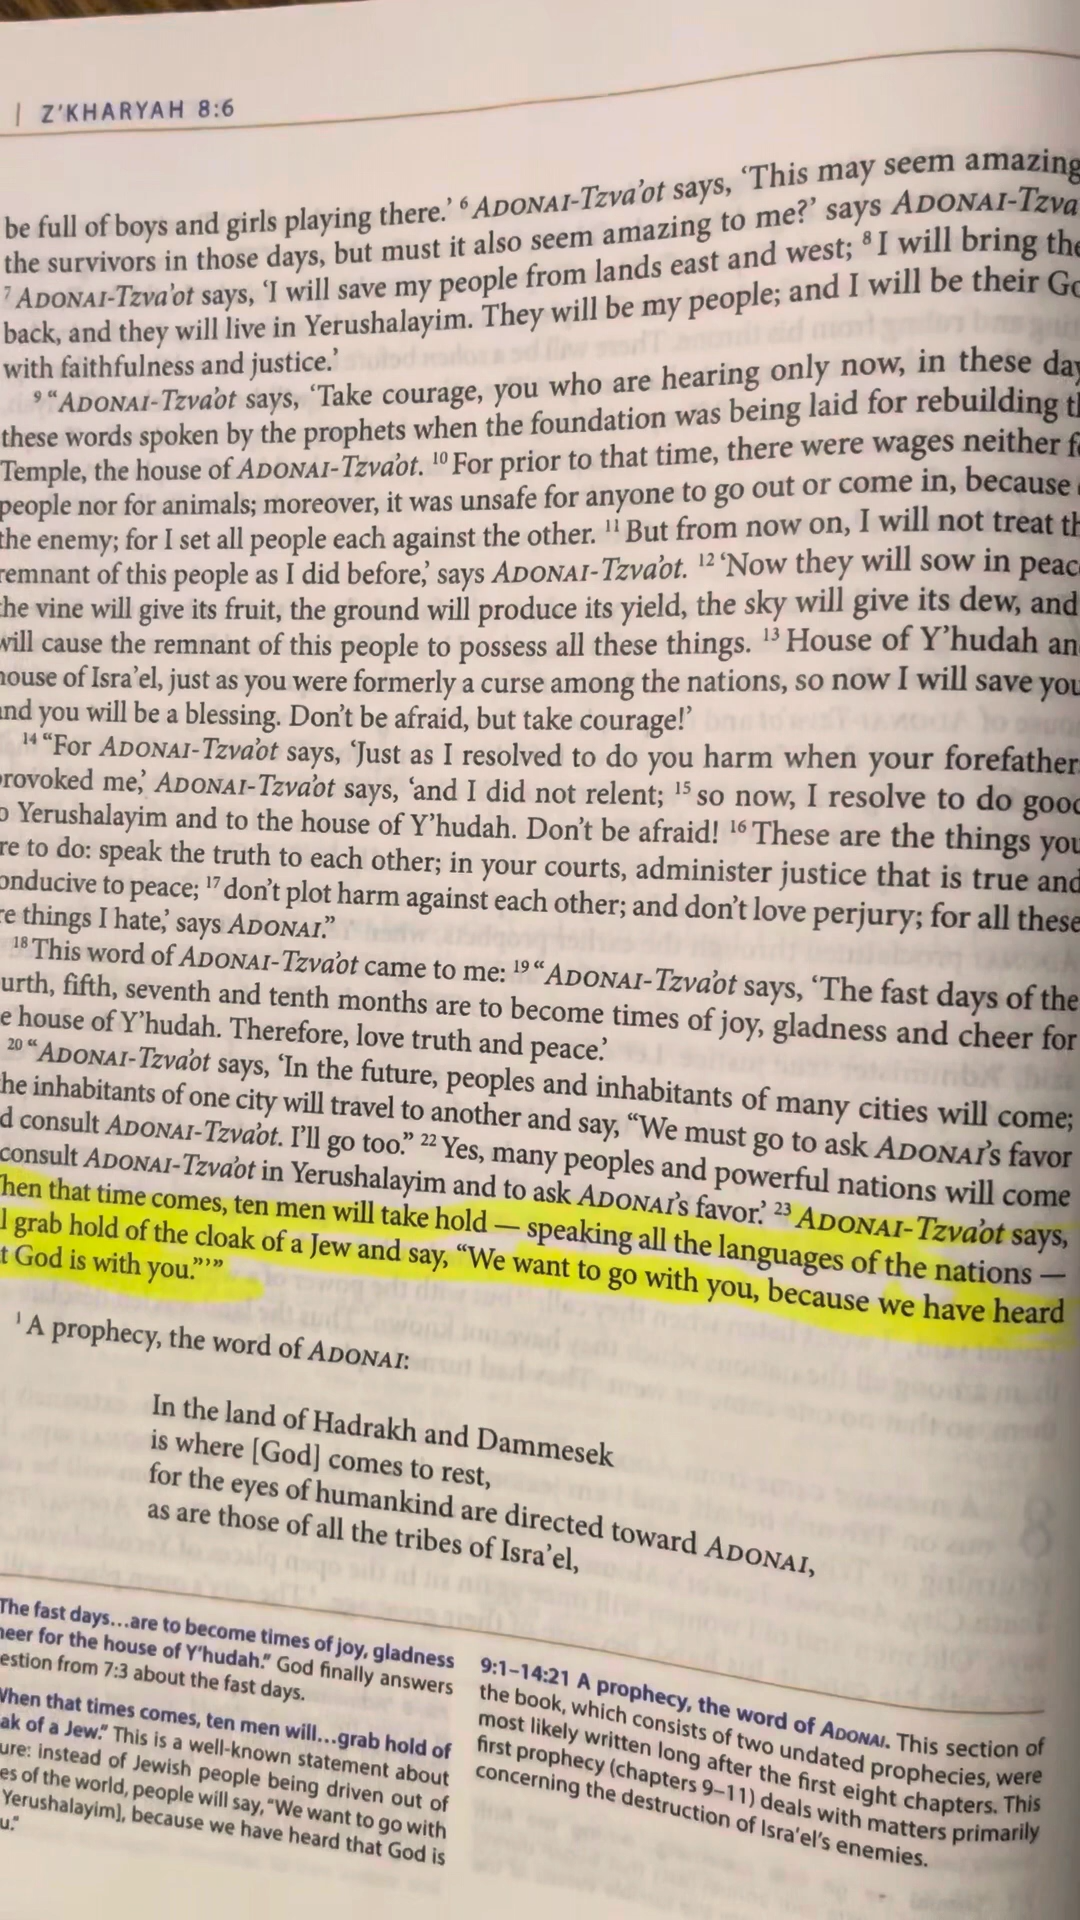 | Z'KHARYAH 8:6
be full of boys and girls playing there.' 6 ADONAI-Tzva'ot says, 'This may seem amazing
the survivors in those days, but must it also seem amazing to me?' says ADONAI-Tzva
7 ADONAI-Tzva'ot says, 'I will save my people from lands east and west; 8 I will bring the
back, and they will live in Yerushalayim. They will be my people; and I will be their Go
with faithfulness and justice.'
9 "ADONAI-Tzva'ot says, 'Take courage, you who are hearing only now, in these day
these words spoken by the prophets when the foundation was being laid for rebuilding th
Temple, the house of ADONAI-Tzva'ot. 10 For prior to that time, there were wages neither f
people nor for animals; moreover, it was unsafe for anyone to go out or come in, because
the enemy; for I set all people each against the other. 11 But from now on, I will not treat th
remnant of this people as I did before,' says ADONAI-Tzva'ot. 12 'Now they will sow in peac
he vine will give its fruit, the ground will produce its yield, the sky will give its dew, and
will cause the remnant of this people to possess all these things. 13 House of Y'hudah an
house of Isra'el, just as you were formerly a curse among the nations, so now I will save you
nd you will be a blessing. Don't be afraid, but take courage!'
14 "For ADONAI-Tzva'ot says, 'Just as I resolved to do you harm when your forefather
rovoked me,' ADONAI-Tzva'ot says, 'and I did not relent; 15 so now, I resolve to do good
o Yerushalayim and to the house of Y'hudah. Don't be afraid! 16 These are the things you
re to do: speak the truth to each other; in your courts, administer justice that is true and
onducive to peace; 17 don't plot harm against each other; and don't love perjury; for all these
re things I hate,' says ADONAI."
18 This word of ADONAI-Tzva'ot came to me: 19 "ADONAI-Tzva'ot says, 'The fast days of the
urth, fifth, seventh and tenth months are to become times of joy, gladness and cheer for
e house of Y'hudah. Therefore, love truth and peace.'
20 "ADONAI-Tzva'ot says, 'In the future, peoples and inhabitants of many cities will come;
he inhabitants of one city will travel to another and say, "We must go to ask ADONAI's favor
d consult ADONAI-Tzva'ot. I'll go too." 22 Yes, many peoples and powerful nations will come
consult ADONAI-Tzva'ot in Yerushalayim and to ask ADONAI's favor.' 23 ADONAI-Tzva'ot says,
hen that time comes, ten men will take hold — speaking all the languages of the nations —
l grab hold of the cloak of a Jew and say, "We want to go with you, because we have heard
t God is with you."'"
1 A prophecy, the word of ADONAI:
In the land of Hadrakh and Dammesek
is where [God] comes to rest,
for the eyes of humankind are directed toward ADONAI,
as are those of all the tribes of Isra'el,
The fast days...are to become times of joy, gladness
heer for the house of Y'hudah." God finally answers
estion from 7:3 about the fast days.
When that times comes, ten men will...grab hold of
ak of a Jew." This is a well-known statement about
ure: instead of Jewish people being driven out of
es of the world, people will say, "We want to go with
Yerushalayim], because we have heard that God is
u."
9:1–14:21 A prophecy, the word of ADONAI. This section of
the book, which consists of two undated prophecies, were
most likely written long after the first eight chapters. This
first prophecy (chapters 9–11) deals with matters primarily
concerning the destruction of Isra'el's enemies.